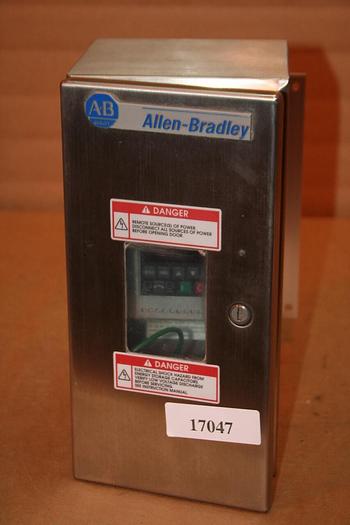 A-B
Allen-Bradley
DANGER
REMOTE SOURCE(S) OF POWER
DISCONNECT ALL SOURCES OF POWER
BEFORE OPENING DOOR
DANGER
ELECTRICAL SHOCK HAZARD FROM
ENERGY STORAGE CAPACITORS
VERIFY LOW VOLTAGE DISCHARGE
BEFORE SERVICING
SEE INSTRUCTION MANUAL
17047